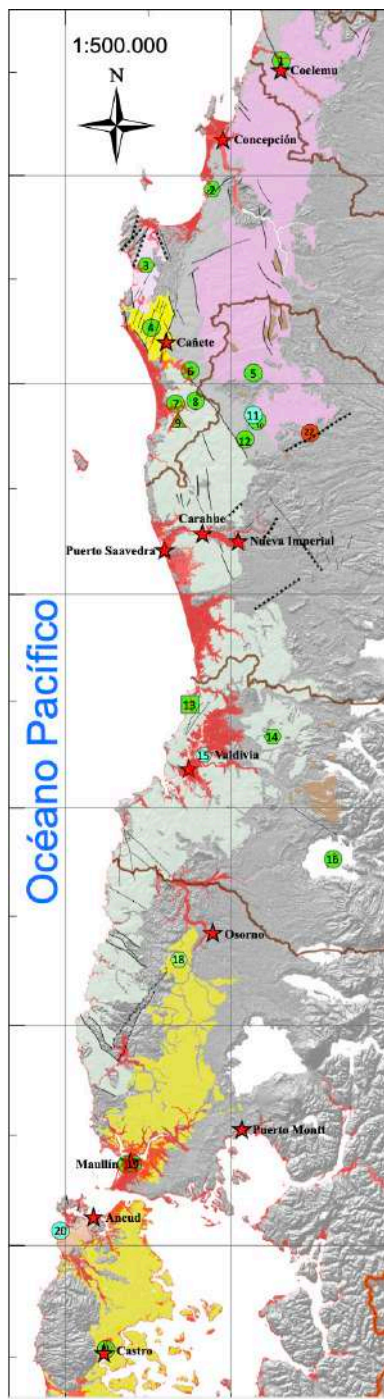 1:500.000
N
1
Coelemu
Concepción
2
3
4
Cañete
6
5
7
8
9
11
12
Carahue
Puerto Saavedra
Nueva Imperial
Océano Pacífico
13
14
15
Valdivia
16
Osorno
18
Puerto Montt
Maullín
Ancud
20
Castro